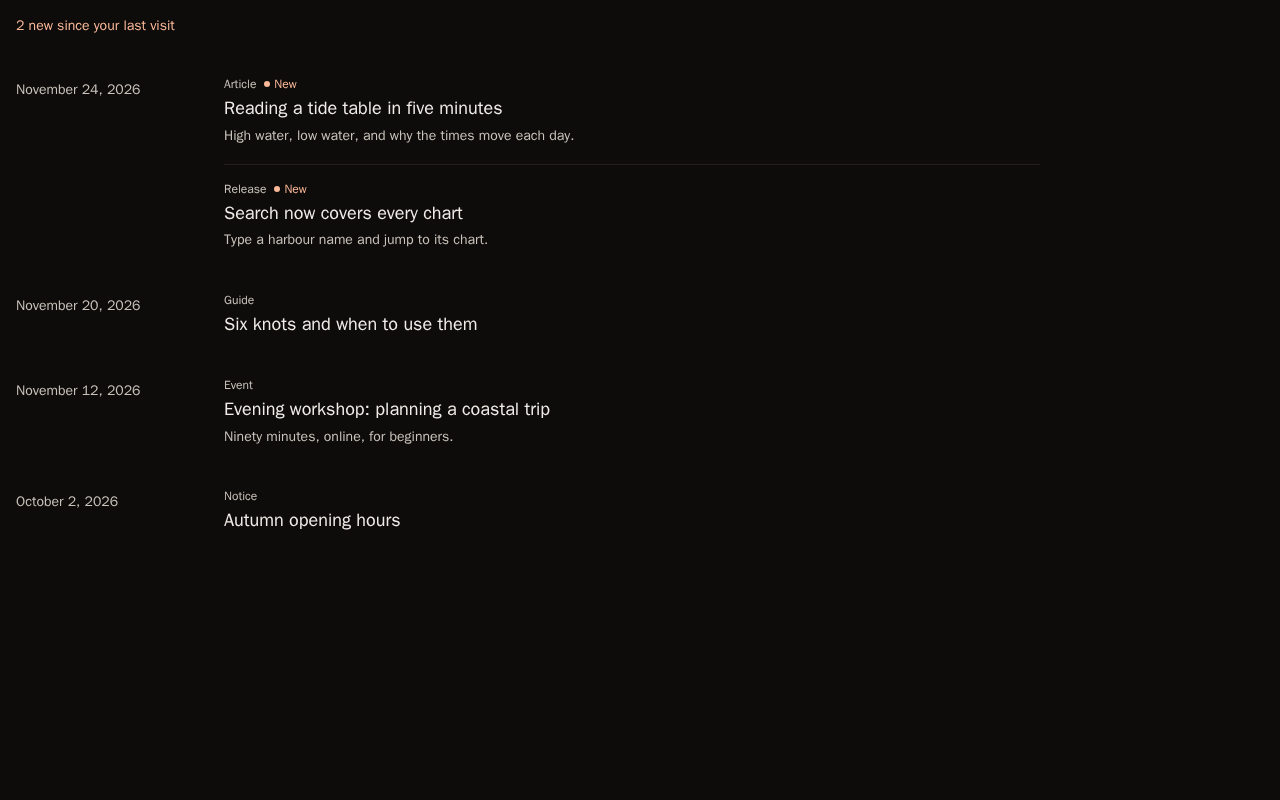 2 new since your last visit
November 24, 2026
Article New
Reading a tide table in five minutes
High water, low water, and why the times move each day.
Release New
Search now covers every chart
Type a harbour name and jump to its chart.
November 20, 2026
Guide
Six knots and when to use them
November 12, 2026
Event
Evening workshop: planning a coastal trip
Ninety minutes, online, for beginners.
October 2, 2026
Notice
Autumn opening hours